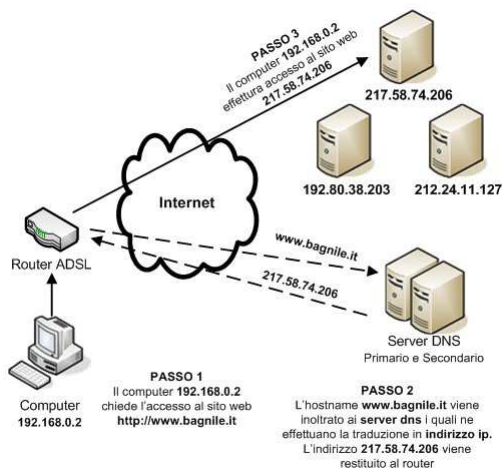 PASSO 3
Il computer 192.168.0.2
effettura accesso al sito web
217.58.74.206
217.58.74.206
192.80.38.203
212.24.11.127
Internet
www.bagnile.it
217.58.74.206
Router ADSL
Server DNS
Primario e Secondario
Computer
192.168.0.2
PASSO 1
Il computer 192.168.0.2
chiede l'accesso al sito web
http://www.bagnile.it
PASSO 2
L'hostname www.bagnile.it viene
inoltrato ai server dns i quali ne
effettuano la traduzione in indirizzo ip.
L'indirizzo 217.58.74.206 viene
restituito al router